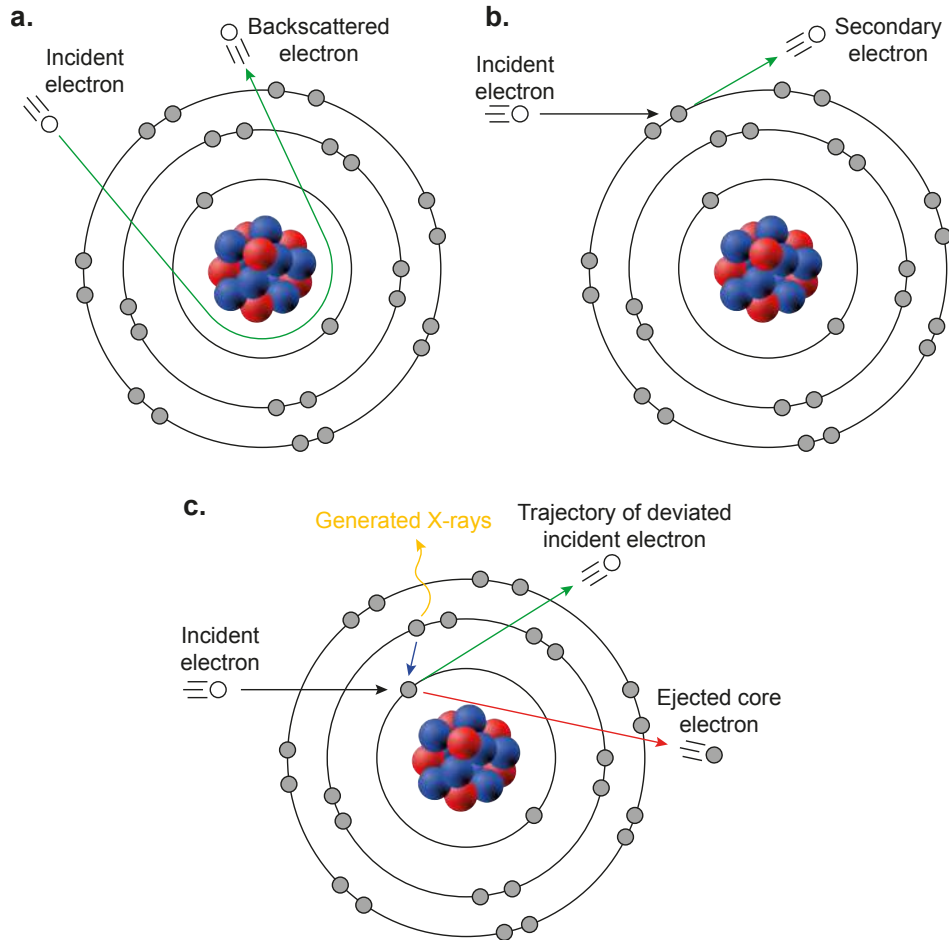 a.
Incident
electron
Backscattered
electron
b.
Incident
electron
Secondary
electron
c.
Generated X-rays
Trajectory of deviated
incident electron
Incident
electron
Ejected core
electron